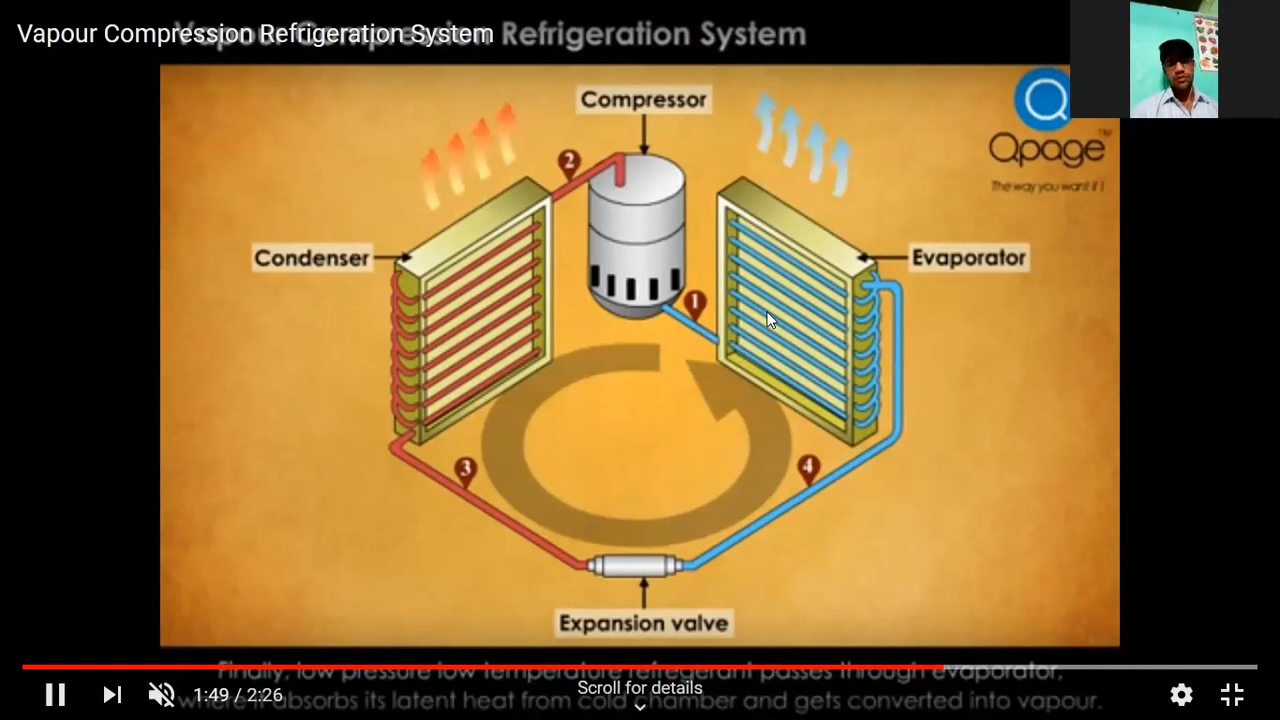 Vapour Compression Refrigeration System
Vapour Compression Refrigeration System
Compressor
Qpage™
The way you want it !
2
Condenser
Evaporator
1
3
4
Expansion valve
Finally, low pressure low temperature refregerant passes through evaporator,
where it absorbs its latent heat from cold chamber and gets converted into vapour.
1:49 / 2:26
Scroll for details